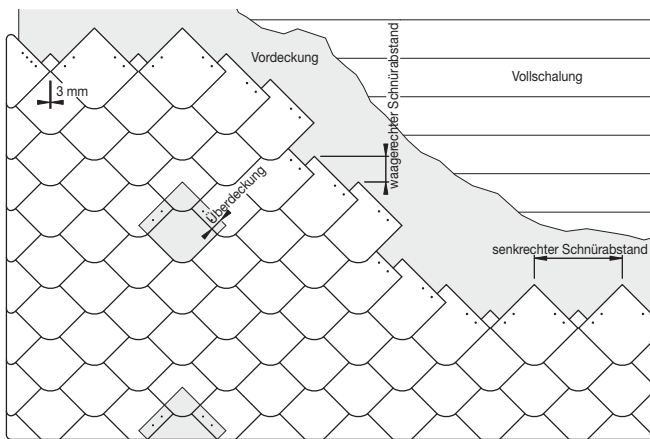 Vordeckung
Vollschalung
waagerechter Schnürabstand
3 mm
Überdeckung
senkrechter Schnürabstand